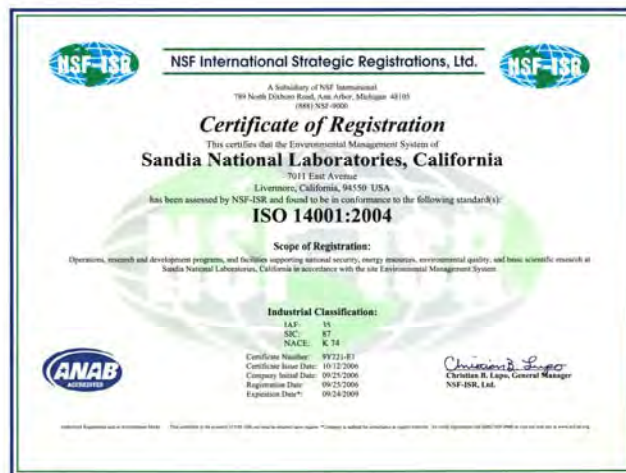 NSF-ISR
NSF International Strategic Registrations, Ltd.
NSF-ISR
A Subsidiary of NSF International
789 North Dixboro Road, Ann Arbor, Michigan 48105
(888) NSF-9000
Certificate of Registration
This certifies that the Environmental Management System of
Sandia National Laboratories, California
7011 East Avenue
Livermore, California, 94550 USA
has been assessed by NSF-ISR and found to be in conformance to the following standard(s):
ISO 14001:2004
NSF-ISR
Scope of Registration:
Operations, research and development programs, and facilities supporting national security, energy resources, environmental quality, and basic scientific research at
Sandia National Laboratories, California in accordance with the site Environmental Management System
Industrial Classification:
IAF: 35
SIC: 87
NACE: K 74
Certificate Number: 9Y221-E1
Certificate Issue Date: 10/12/2006
Company Initial Date: 09/25/2006
Registration Date: 09/25/2006
Expiration Date*: 09/24/2009
ANAB
ACCREDITED
Christian B. Lupo
Christian B. Lupo, General Manager
NSF-ISR, Ltd.